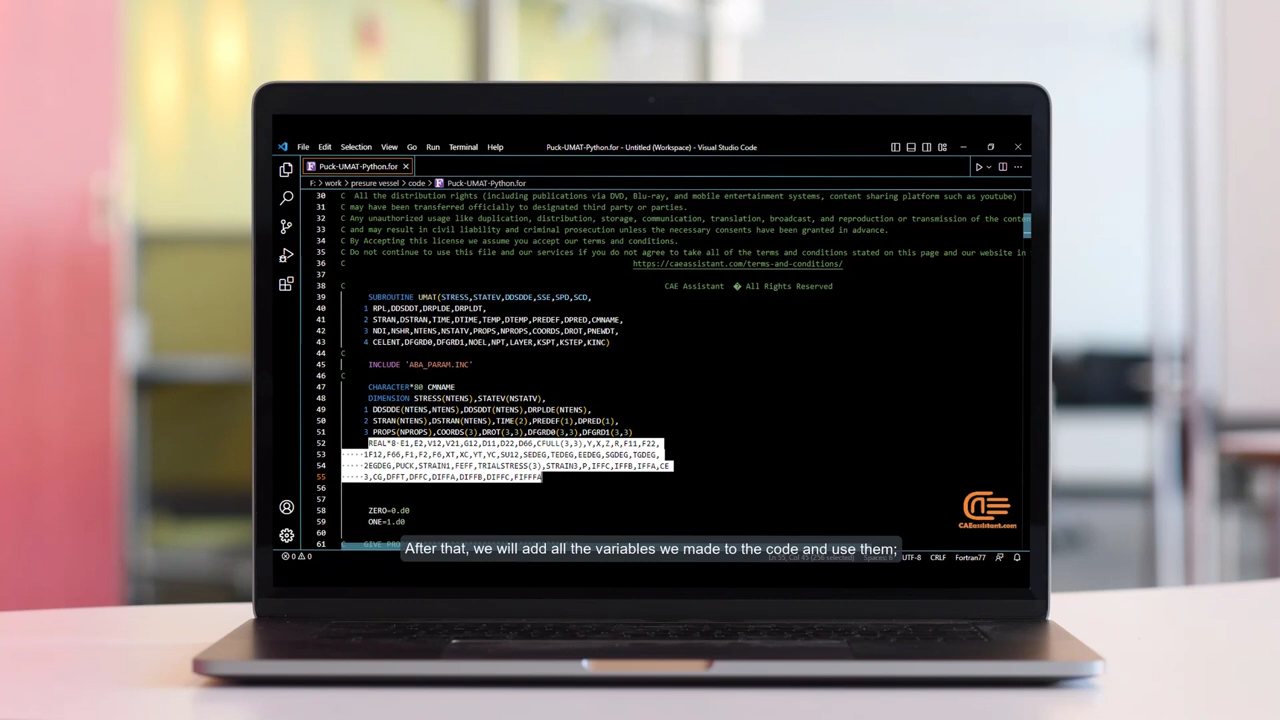 File Edit Selection View Go Run Terminal Help
Puck-UMAT-Python.for - Untitled (Workspace) - Visual Studio Code
Puck-UMAT-Python.for
F: > work > presure vessel > code > Puck-UMAT-Python.for
30 C All the distribution rights (including publications via DVD, Blu-ray, and mobile entertainment systems, content sharing platform such as youtube)
31 C may have been transferred officially to designated third party or parties.
32 C Any unauthorized usage like duplication, distribution, storage, communication, translation, broadcast, and reproduction or transmission of the conten
33 C and may result in civil liability and criminal prosecution unless the necessary consents have been granted in advance.
34 C By Accepting this license we assume you accept our terms and conditions.
35 C Do not continue to use this file and our services if you do not agree to take all of the terms and conditions stated on this page and our website in
36 C https://caeassistant.com/terms-and-conditions/
37
38 C CAE Assistant � All Rights Reserved
39 SUBROUTINE UMAT(STRESS,STATEV,DDSDDE,SSE,SPD,SCD,
40 1 RPL,DDSDDT,DRPLDE,DRPLDT,
41 2 STRAN,DSTRAN,TIME,DTIME,TEMP,DTEMP,PREDEF,DPRED,CMNAME,
42 3 NDI,NSHR,NTENS,NSTATV,PROPS,NPROPS,COORDS,DROT,PNEWDT,
43 4 CELENT,DFGRD0,DFGRD1,NOEL,NPT,LAYER,KSPT,KSTEP,KINC)
44 C
45 INCLUDE 'ABA_PARAM.INC'
46 C
47 CHARACTER*80 CMNAME
48 DIMENSION STRESS(NTENS),STATEV(NSTATV),
49 1 DDSDDE(NTENS,NTENS),DDSDDT(NTENS),DRPLDE(NTENS),
50 2 STRAN(NTENS),DSTRAN(NTENS),TIME(2),PREDEF(1),DPRED(1),
51 3 PROPS(NPROPS),COORDS(3),DROT(3,3),DFGRD0(3,3),DFGRD1(3,3)
52 REAL*8·E1,E2,V12,V21,G12,D11,D22,D66,CFULL(3,3),Y,X,Z,R,F11,F22,
53 ·····1F12,F66,F1,F2,F6,XT,XC,YT,YC,SU12,SEDEG,TEDEG,EEDEG,SGDEG,TGDEG,
54 ·····2EGDEG,PUCK,STRAIN1,FEFF,TRIALSTRESS(3),STRAIN3,P,IFFC,IFFB,IFFA,CE
55 ·····3,CG,DFFT,DFFC,DIFFA,DIFFB,DIFFC,FIFFFA
56
57
58 ZERO=0.d0
59 ONE=1.d0
60
61 C
CAEassistant.com
After that, we will add all the variables we made to the code and use them;
0 0 UTF-8 CRLF Fortran77